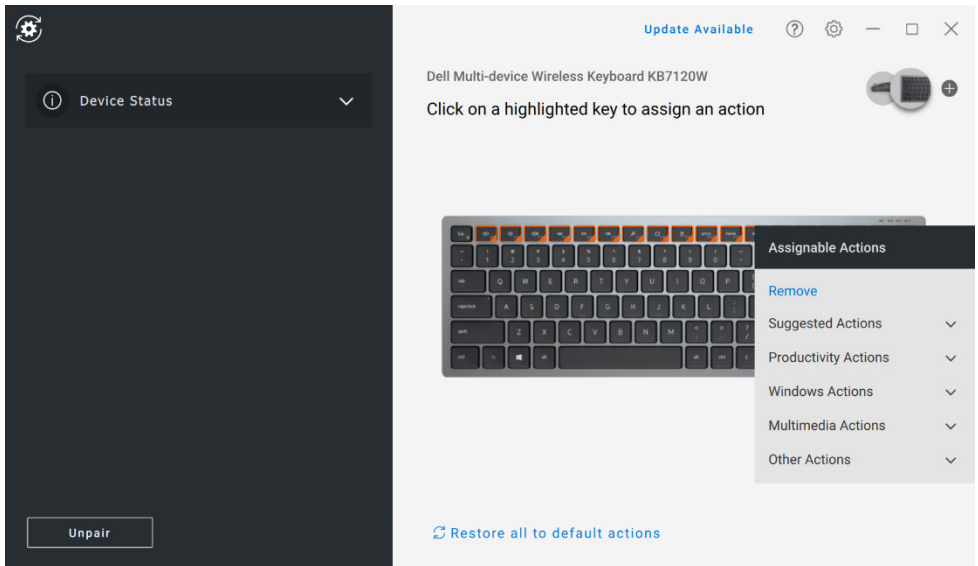 Update Available
Device Status
Dell Multi-device Wireless Keyboard KB7120W
Click on a highlighted key to assign an action
Assignable Actions
Remove
Suggested Actions
Productivity Actions
Windows Actions
Multimedia Actions
Other Actions
Q W E R T Y U I O P
A S D F G H J K L
Z X C V B N M
Unpair
Restore all to default actions